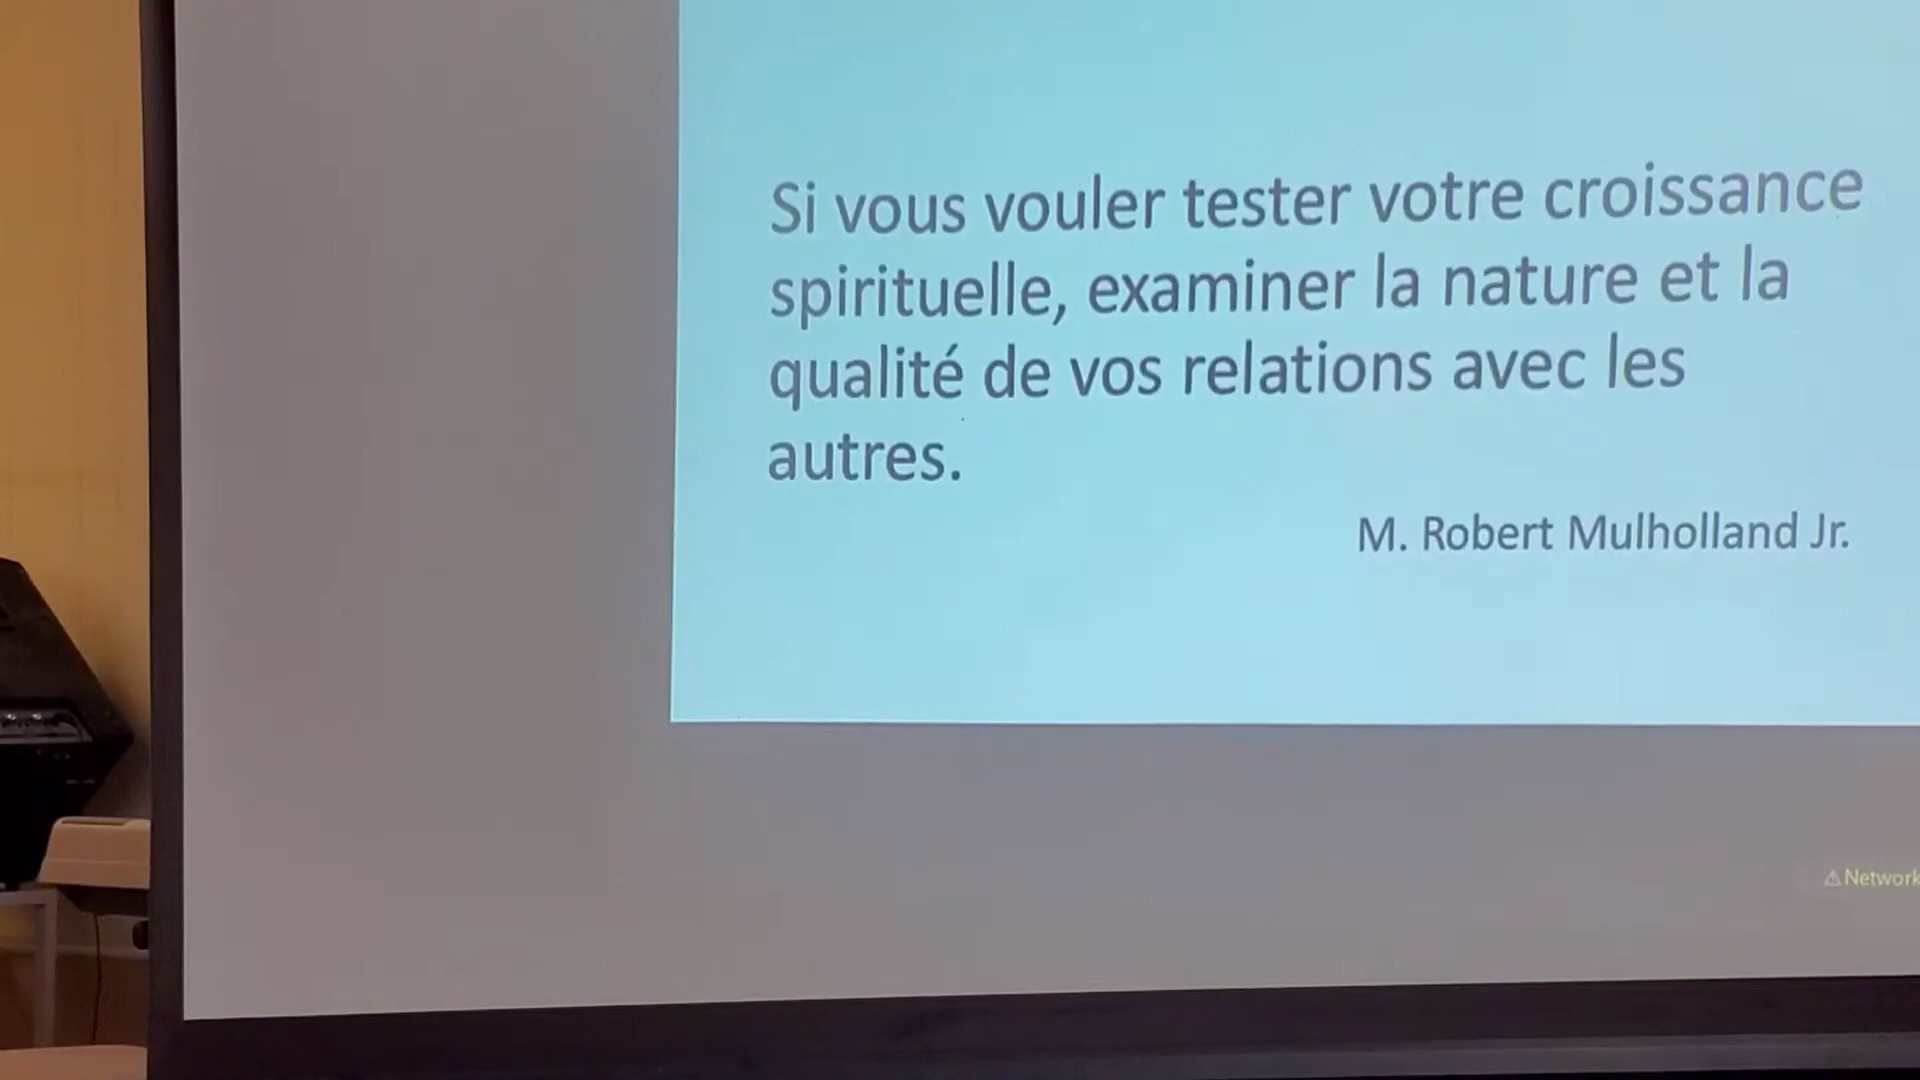 Si vous vouler tester votre croissance
spirituelle, examiner la nature et la
qualité de vos relations avec les
autres.
M. Robert Mulholland Jr.
⚠Network